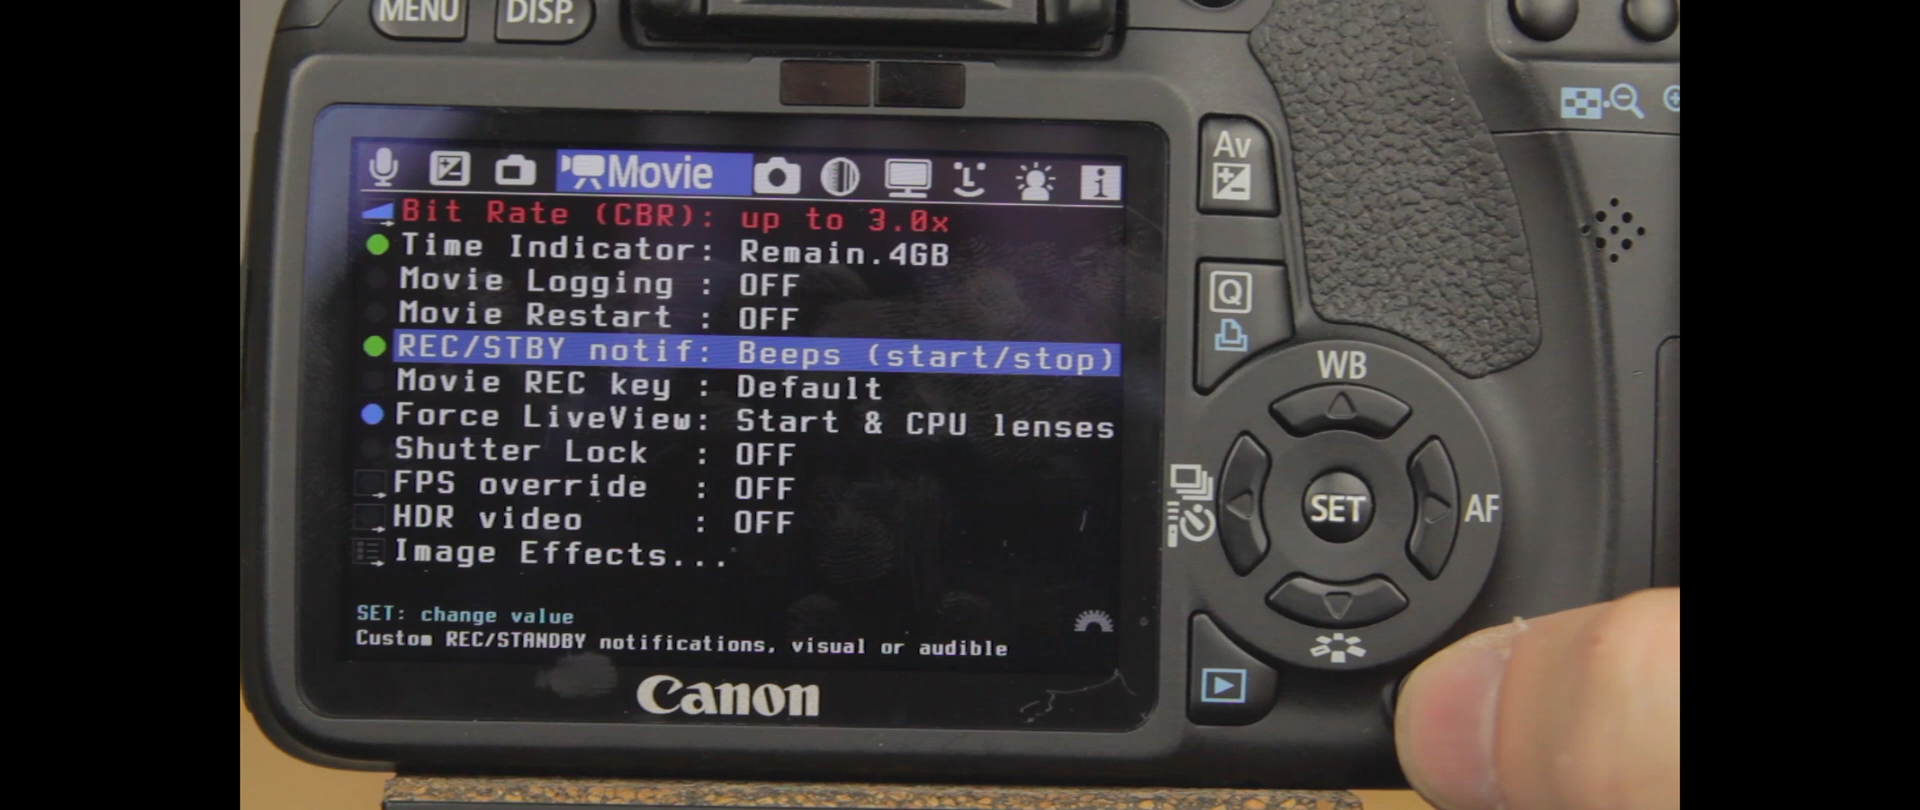 MENU DISP.
Movie
Bit Rate (CBR): up to 3.0x
Time Indicator: Remain.4GB
Movie Logging : OFF
Movie Restart : OFF
REC/STBY notif: Beeps (start/stop)
Movie REC key : Default
Force LiveView: Start & CPU lenses
Shutter Lock : OFF
FPS override : OFF
HDR video : OFF
Image Effects...
SET: change value
Custom REC/STANDBY notifications, visual or audible
Canon
Av
Q
WB
SET
AF